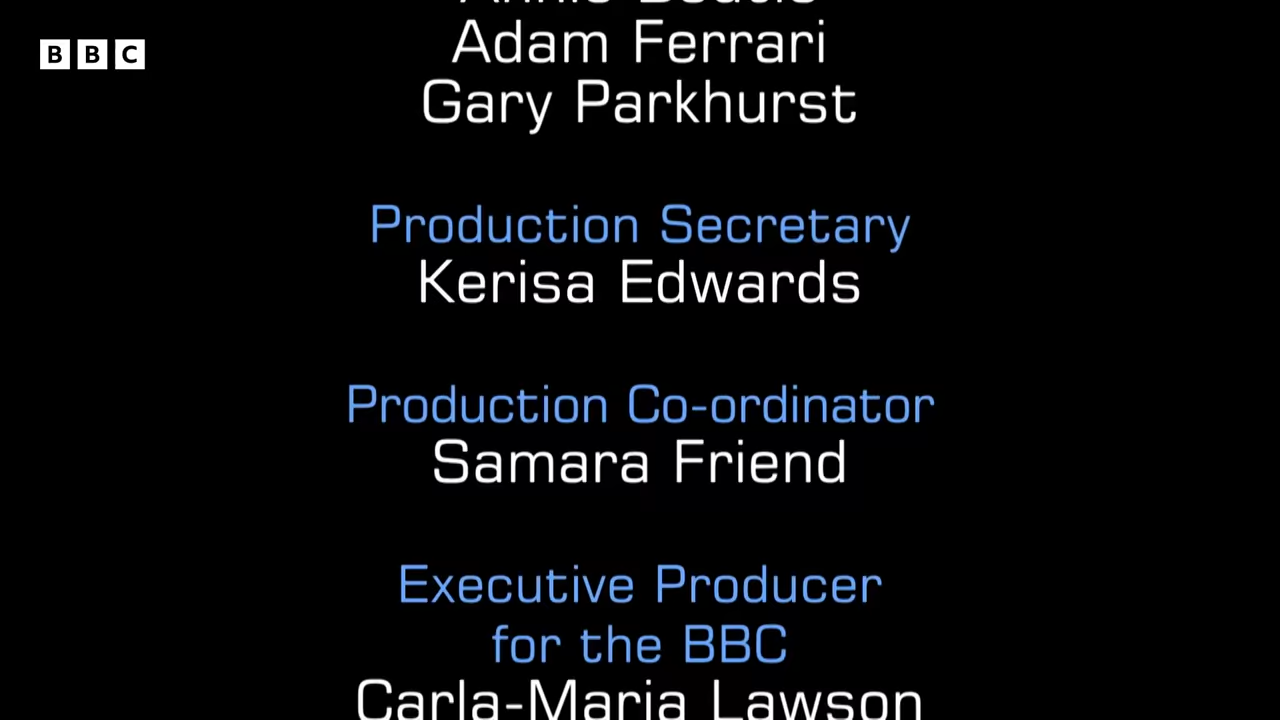 BBC
Adam Ferrari
Gary Parkhurst
Production Secretary
Kerisa Edwards
Production Co-ordinator
Samara Friend
Executive Producer
for the BBC
Carla-Maria Lawson